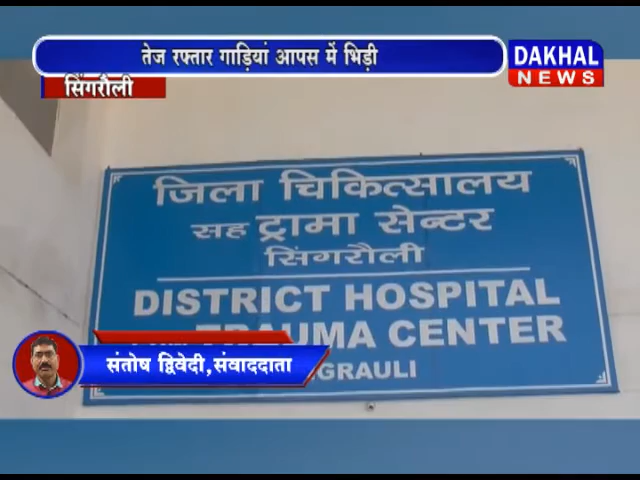 तेज रफ्तार गाड़ियां आपस में भिड़ी
DAKHAL
NEWS
सिंगरौली
जिला चिकित्सालय
सह ट्रामा सेन्टर
सिंगरौली
DISTRICT HOSPITAL
TRAUMA CENTER
GRAULI
संतोष द्विवेदी,संवाददाता